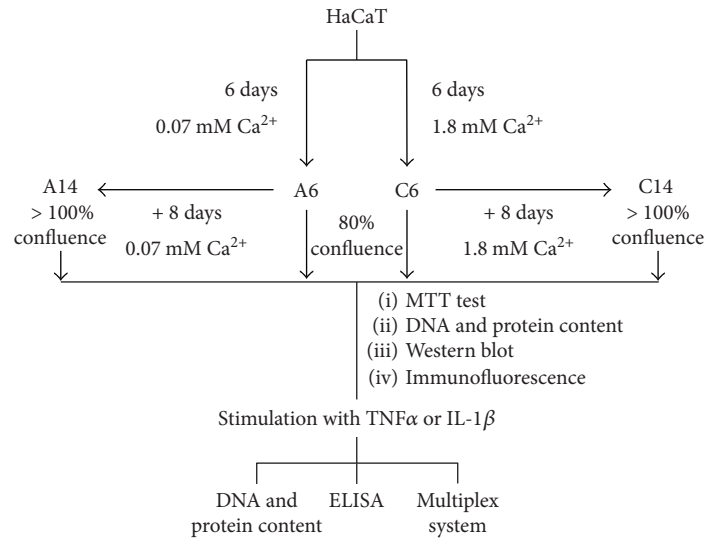 HaCaT
6 days
0.07 mM Ca²⁺
6 days
1.8 mM Ca²⁺
A14
> 100%
confluence
+ 8 days
0.07 mM Ca²⁺
A6
80%
confluence
C6
+ 8 days
1.8 mM Ca²⁺
C14
> 100%
confluence
(i) MTT test
(ii) DNA and protein content
(iii) Western blot
(iv) Immunofluorescence
Stimulation with TNFα or IL-1β
DNA and
protein content
ELISA
Multiplex
system